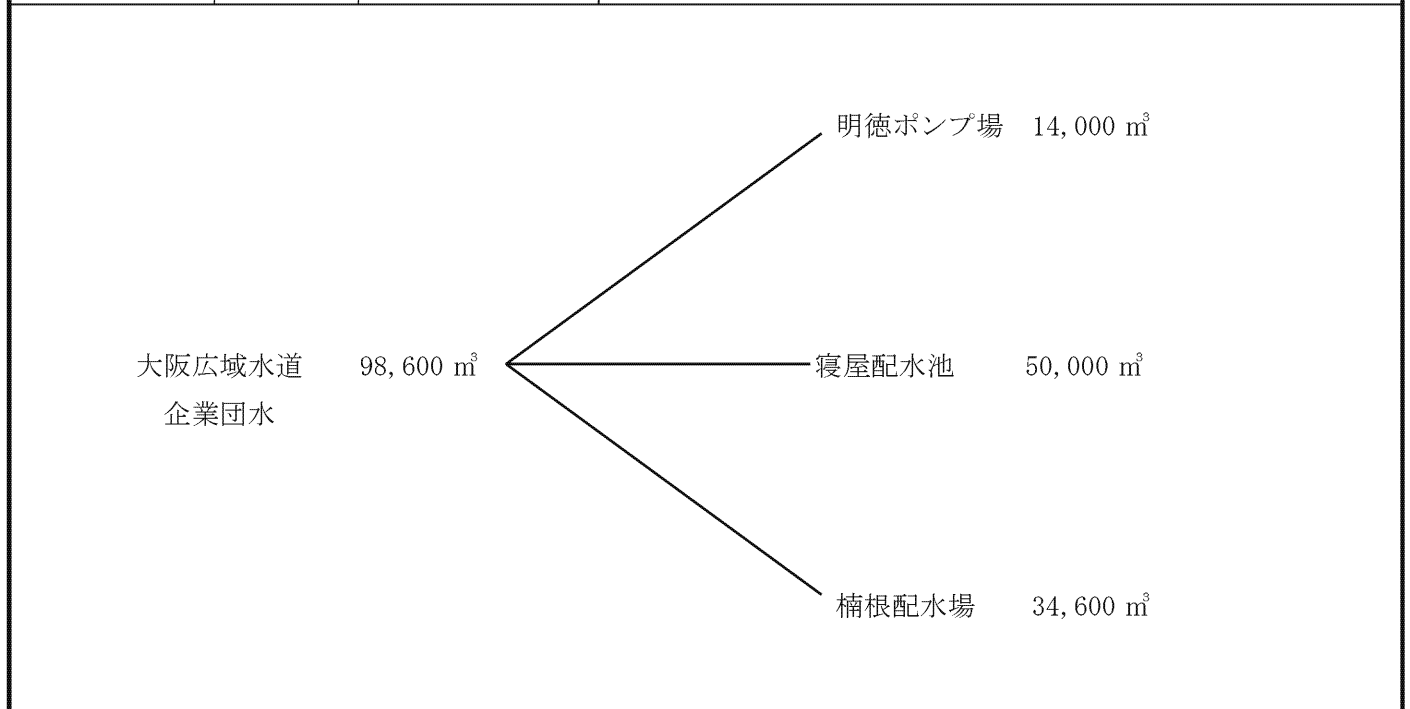 明徳ポンプ場 14,000 ㎥
大阪広域水道 98,600 ㎥
企業団水
寝屋配水池 50,000 ㎥
楠根配水場 34,600 ㎥